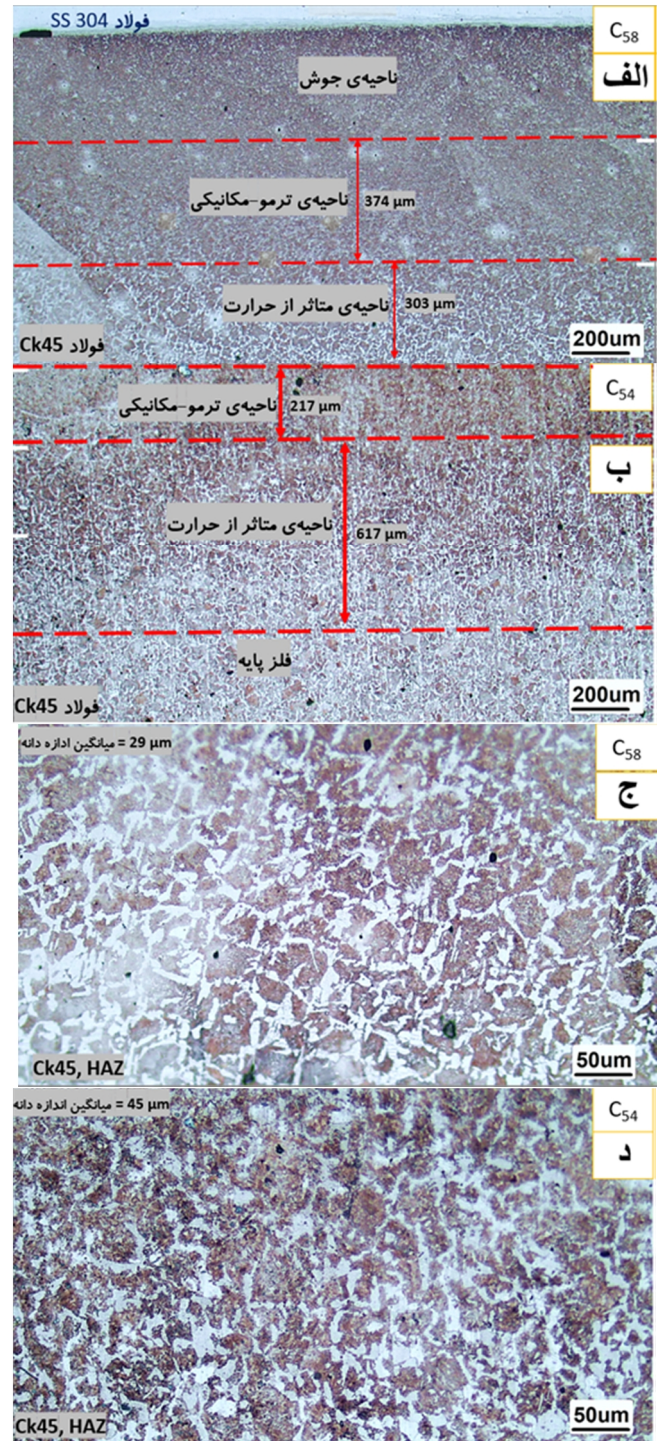 فولاد SS 304
C58
الف
ناحیه‌ی جوش
ناحیه‌ی ترمو-مکانیکی
374 µm
ناحیه‌ی متاثر از حرارت
303 µm
فولاد Ck45
200um
C54
ب
ناحیه‌ی ترمو-مکانیکی
217 µm
ناحیه‌ی متاثر از حرارت
617 µm
فلز پایه
فولاد Ck45
200um
میانگین ادازه دانه = 29 µm
C58
ج
Ck45, HAZ
50um
میانگین اندازه دانه = 45 µm
C54
د
Ck45, HAZ
50um